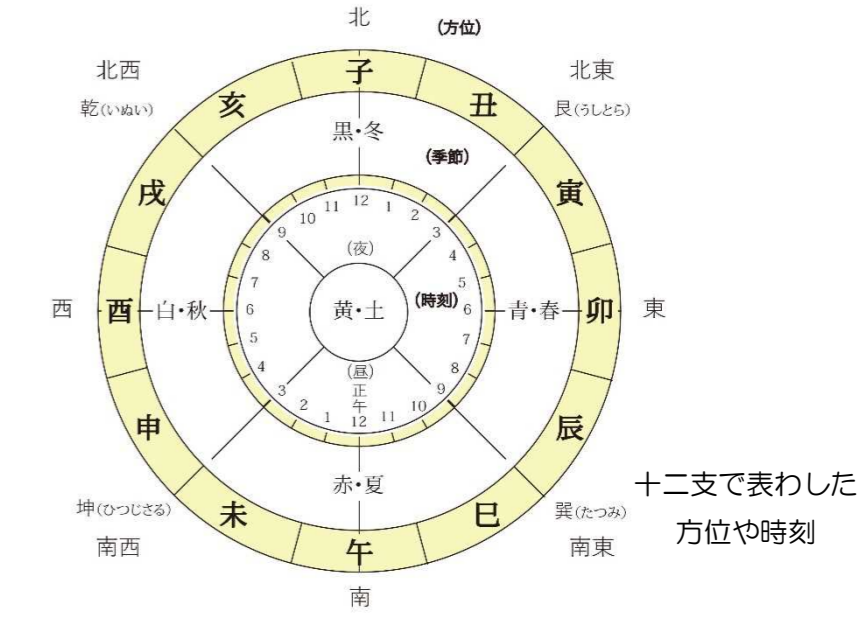 北
(方位)
北西
北東
乾(いぬい)
艮(うしとら)
子
亥
丑
黒・冬
(季節)
戌
寅
12
11
1
10
2
9
3
(夜)
8
4
7
5
西
酉
白・秋
6
黄・土
(時刻)
6
青・春
卯
東
5
7
(昼)
4
8
正
午
3
9
2
10
1
12
11
申
辰
赤・夏
十二支で表わした
方位や時刻
坤(ひつじさる)
未
巳
巽(たつみ)
南西
午
南東
南